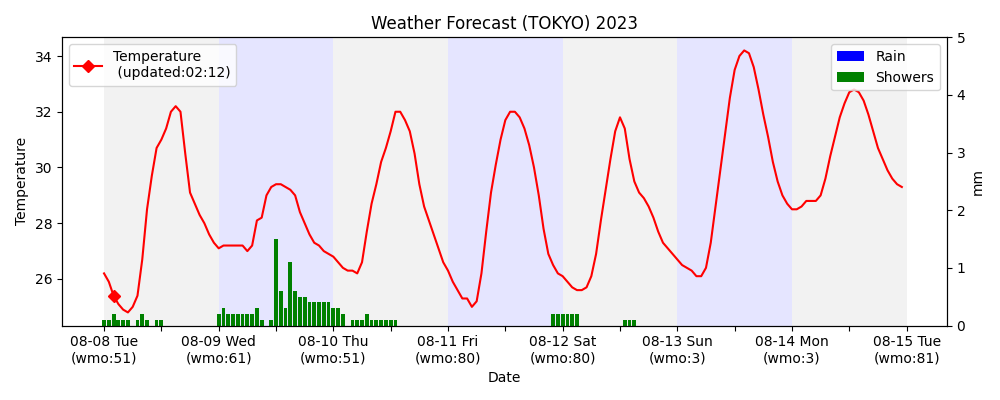 Weather Forecast (TOKYO) 2023
Temperature
(updated:02:12)
Rain
Showers
Temperature
34
32
30
28
26
5
4
3
2
1
0
mm
08-08 Tue
(wmo:51)
08-09 Wed
(wmo:61)
08-10 Thu
(wmo:51)
08-11 Fri
(wmo:80)
08-12 Sat
(wmo:80)
08-13 Sun
(wmo:3)
08-14 Mon
(wmo:3)
08-15 Tue
(wmo:81)
Date